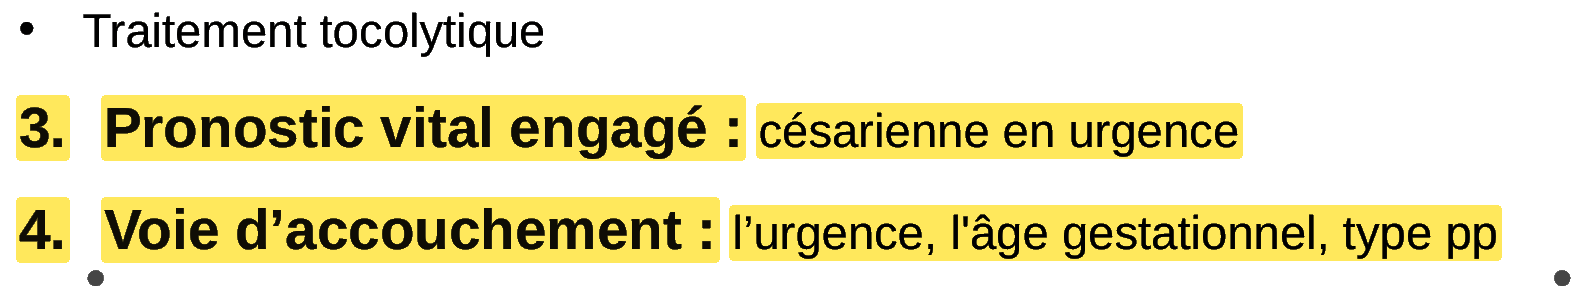 • Traitement tocolytique
3. Pronostic vital engagé : césarienne en urgence
4. Voie d’accouchement : l’urgence, l'âge gestationnel, type pp